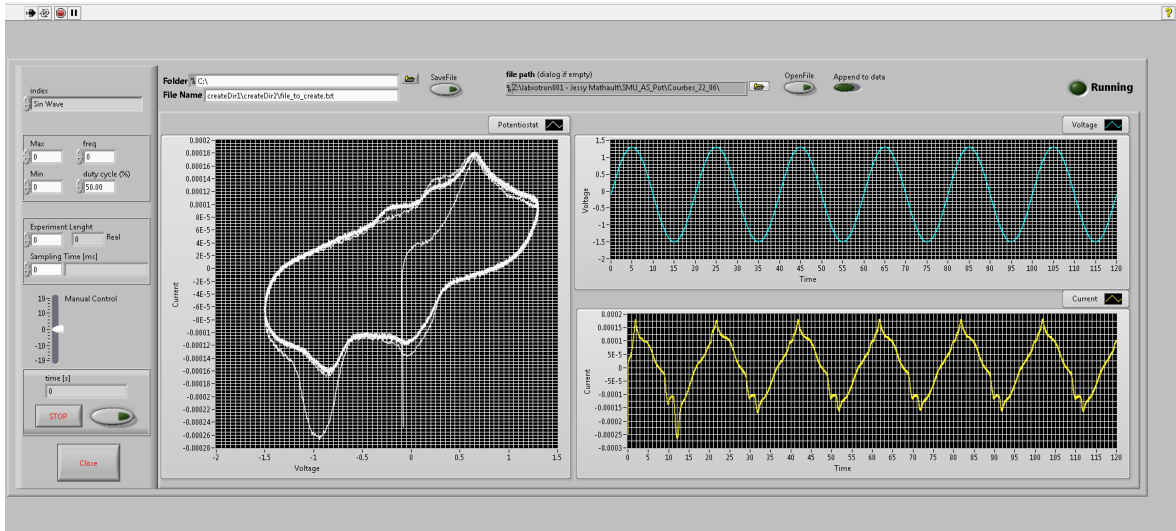 Folder
C:\
SaveFile
File Name
createDir1\createDir2\file_to_create.txt
file path (dialog if empty)
Z:\labiotron001 - Jessy Mathault\SMU_AS_Pot\Courbes_22_06\
OpenFile
Append to data
Running
index
Sin Wave
Max
freq
0
0
Min
duty cycle (%)
0
50.00
Experiment Lenght
0
0
Real
Sampling Time [ms]
0
19
Manual Control
10
0
-10
-19
time [s]
0
STOP
Close
Potentiostat
0.0002
0.00018
0.00016
0.00014
0.00012
0.0001
8E-5
6E-5
4E-5
2E-5
0
-2E-5
-4E-5
-6E-5
-8E-5
-0.0001
-0.00012
-0.00014
-0.00016
-0.00018
-0.0002
-0.00022
-0.00024
-0.00026
-0.00028
Current
-2 -1.5 -1 -0.5 0 0.5 1 1.5
Voltage
Voltage
1.5
1
0.5
0
-0.5
-1
-1.5
-2
Voltage
0 5 10 15 20 25 30 35 40 45 50 55 60 65 70 75 80 85 90 95 100 105 110 115 120
Time
Current
0.0002
0.00015
0.0001
5E-5
0
-5E-5
-0.0001
-0.00015
-0.0002
-0.00025
-0.0003
Current
0 5 10 15 20 25 30 35 40 45 50 55 60 65 70 75 80 85 90 95 100 105 110 115 120
Time